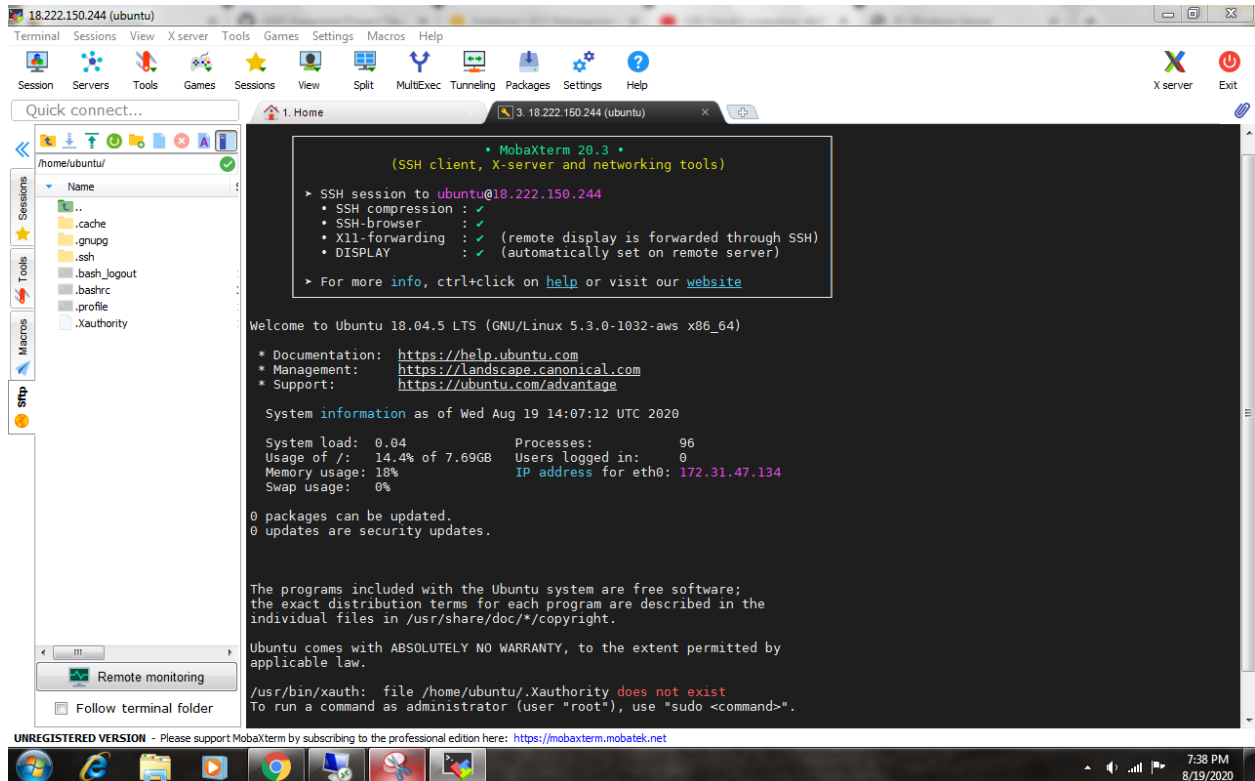 18.222.150.244 (ubuntu)
Terminal Sessions View X server Tools Games Settings Macros Help
Session Servers Tools Games Sessions View Split MultiExec Tunneling Packages Settings Help X server Exit
Quick connect...
1. Home
3. 18.222.150.244 (ubuntu)
/home/ubuntu/
Name
..
.cache
.gnupg
.ssh
.bash_logout
.bashrc
.profile
.Xauthority
Sessions
Tools
Macros
Sftp
• MobaXterm 20.3 •
(SSH client, X-server and networking tools)
➤ SSH session to ubuntu@18.222.150.244
• SSH compression : ✔
• SSH-browser : ✔
• X11-forwarding : ✔ (remote display is forwarded through SSH)
• DISPLAY : ✔ (automatically set on remote server)
➤ For more info, ctrl+click on help or visit our website
Welcome to Ubuntu 18.04.5 LTS (GNU/Linux 5.3.0-1032-aws x86_64)
* Documentation: https://help.ubuntu.com
* Management: https://landscape.canonical.com
* Support: https://ubuntu.com/advantage
System information as of Wed Aug 19 14:07:12 UTC 2020
System load: 0.04 Processes: 96
Usage of /: 14.4% of 7.69GB Users logged in: 0
Memory usage: 18% IP address for eth0: 172.31.47.134
Swap usage: 0%
0 packages can be updated.
0 updates are security updates.
The programs included with the Ubuntu system are free software;
the exact distribution terms for each program are described in the
individual files in /usr/share/doc/*/copyright.
Ubuntu comes with ABSOLUTELY NO WARRANTY, to the extent permitted by
applicable law.
/usr/bin/xauth: file /home/ubuntu/.Xauthority does not exist
To run a command as administrator (user "root"), use "sudo <command>".
Remote monitoring
Follow terminal folder
UNREGISTERED VERSION - Please support MobaXterm by subscribing to the professional edition here: https://mobaxterm.mobatek.net
7:38 PM
8/19/2020